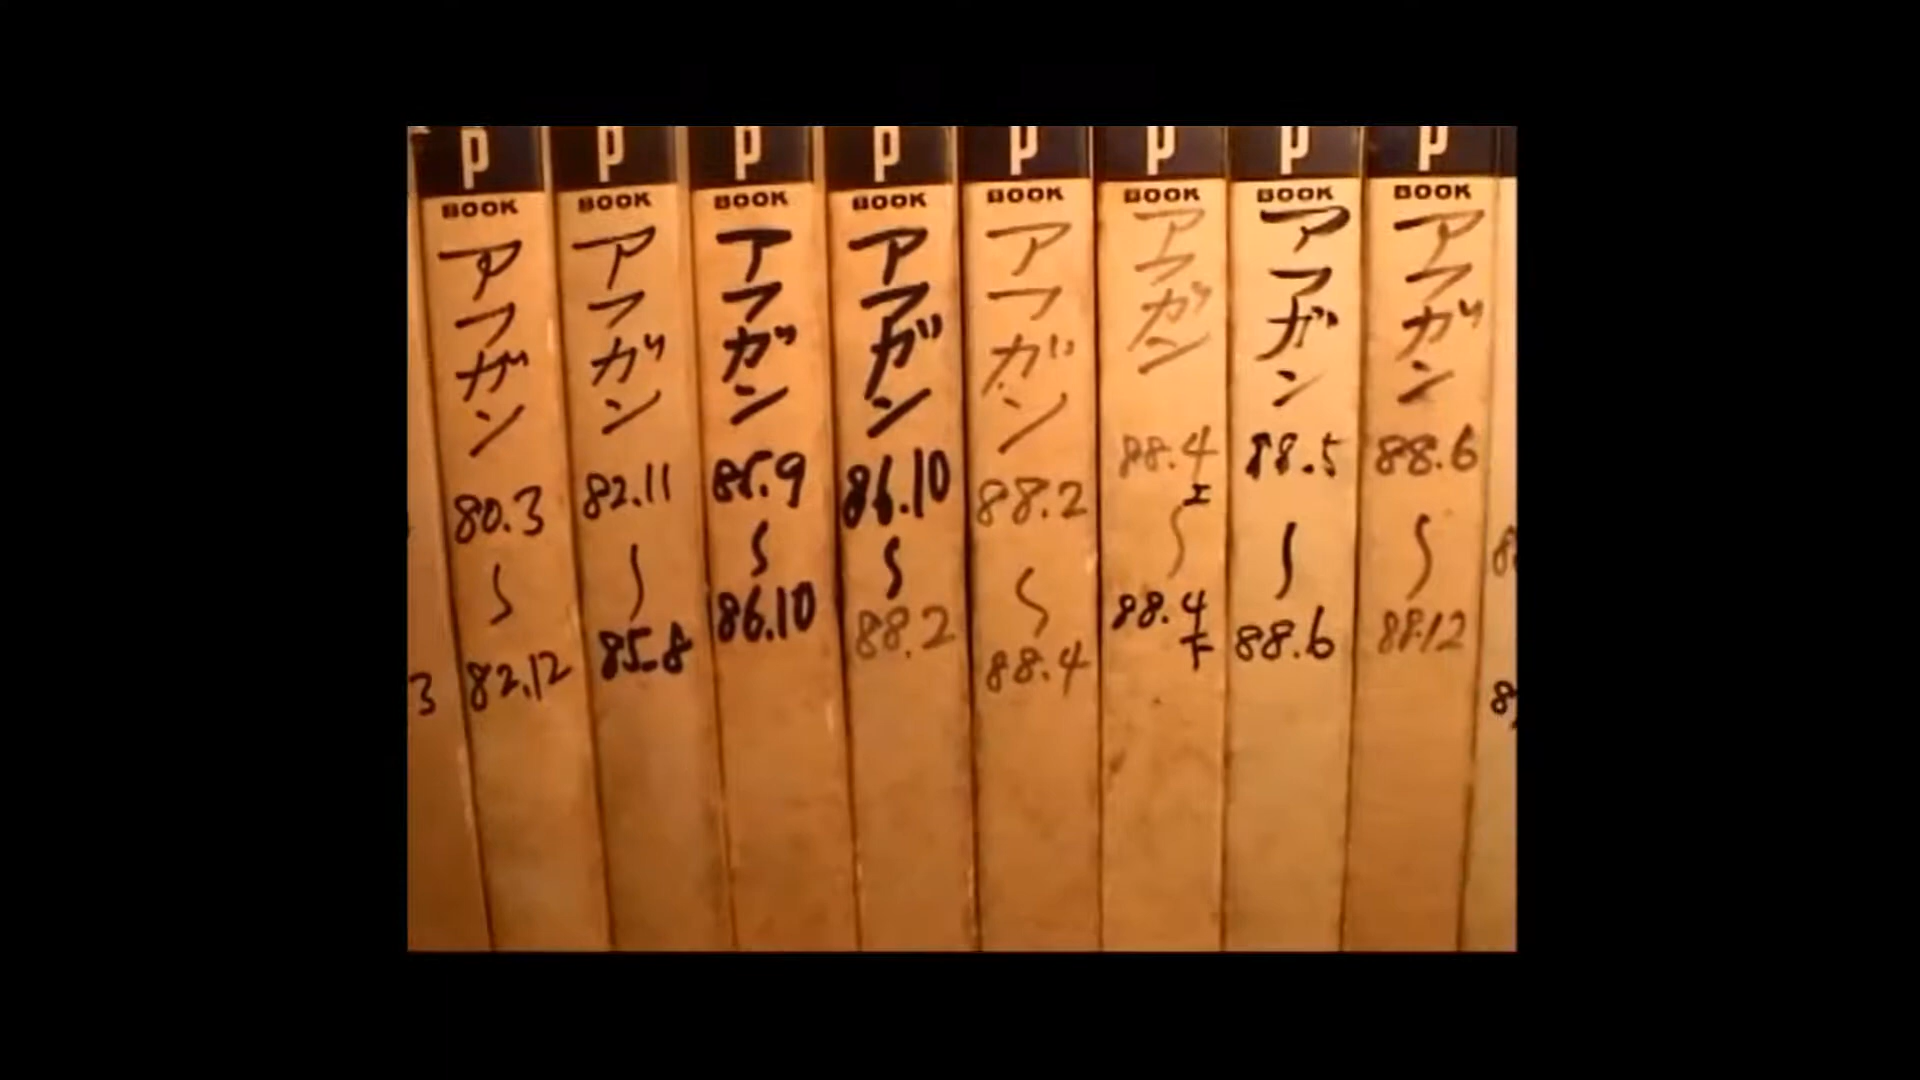 P
BOOK
アフガン
80.3
〜
82.12
P
BOOK
アフガン
82.11
〜
85.8
P
BOOK
アフガン
85.9
〜
86.10
P
BOOK
アフガン
86.10
〜
88.2
P
BOOK
アフガン
88.2
〜
88.4
P
BOOK
アフガン
88.4
上
〜
88.4
下
P
BOOK
アフガン
88.5
〜
88.6
P
BOOK
アフガン
88.6
〜
88.12